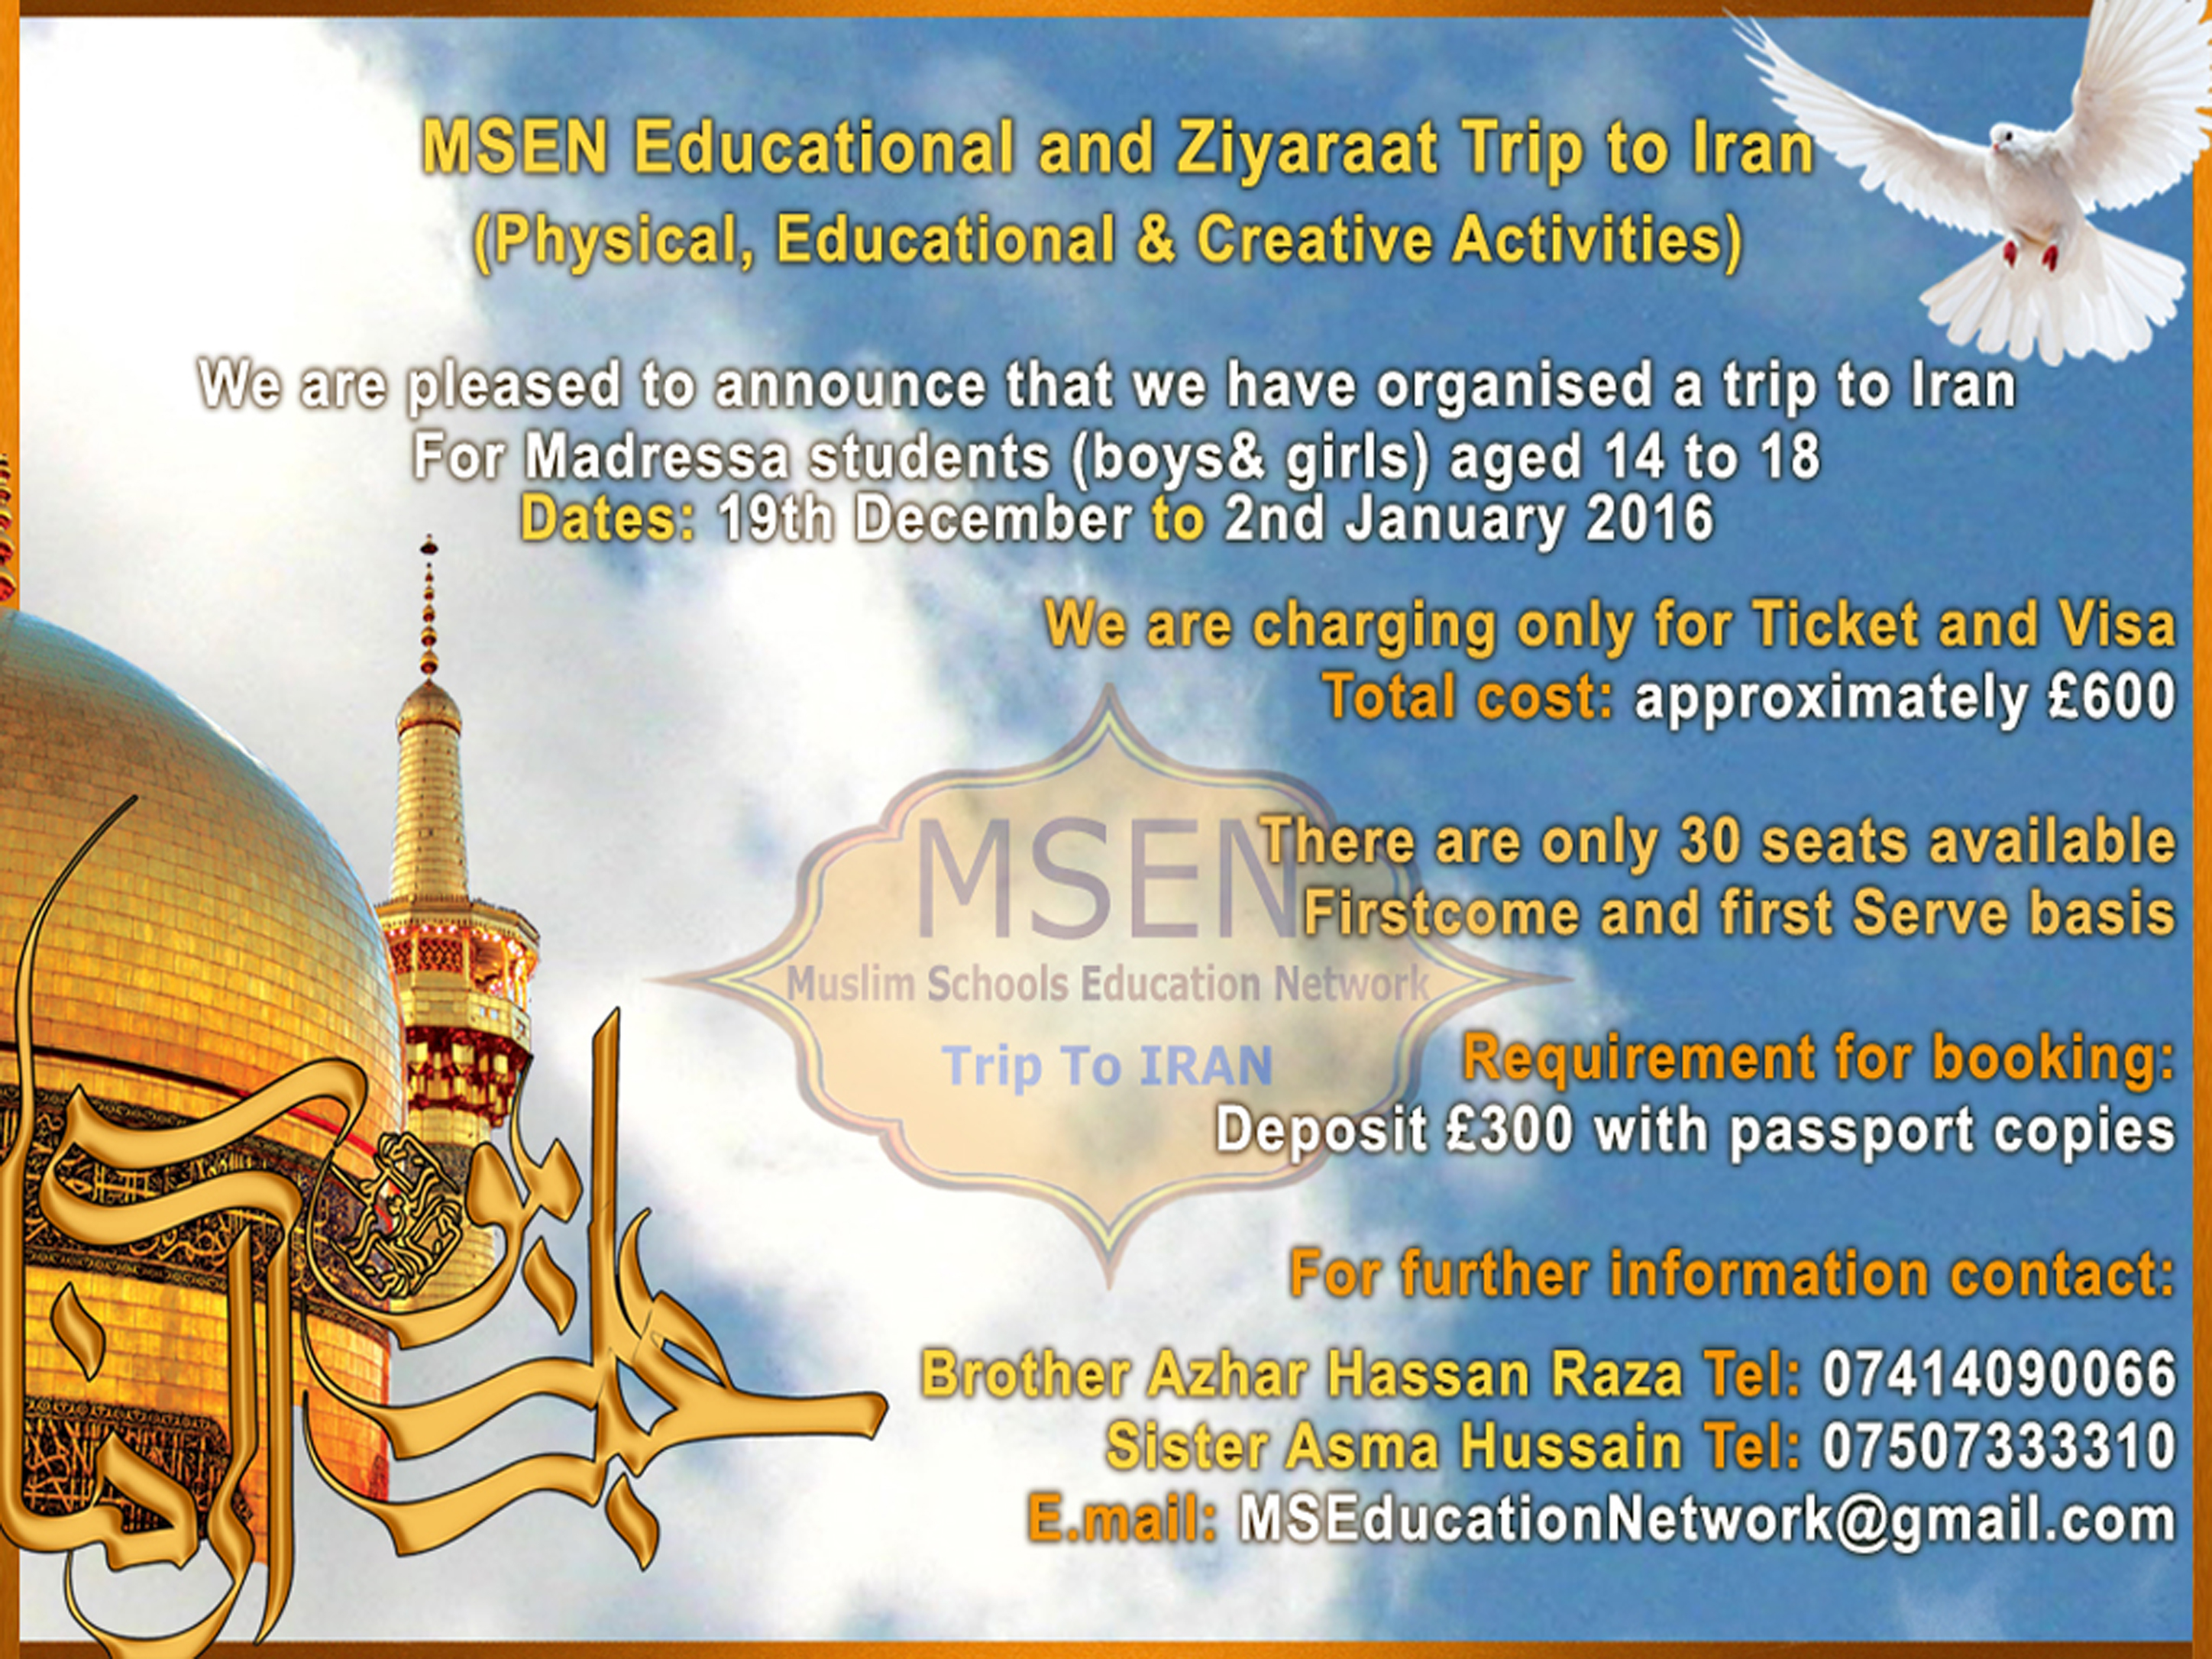 MSEN Educational and Ziyaraat Trip to Iran
(Physical, Educational & Creative Activities)
We are pleased to announce that we have organised a trip to Iran
For Madressa students (boys& girls) aged 14 to 18
Dates: 19th December to 2nd January 2016
We are charging only for Ticket and Visa
Total cost: approximately £600
MSEN
Muslim Schools Education Network
Trip To IRAN
There are only 30 seats available
Firstcome and first Serve basis
Requirement for booking:
Deposit £300 with passport copies
For further information contact:
Brother Azhar Hassan Raza Tel: 07414090066
Sister Asma Hussain Tel: 07507333310
E.mail: MSEducationNetwork@gmail.com